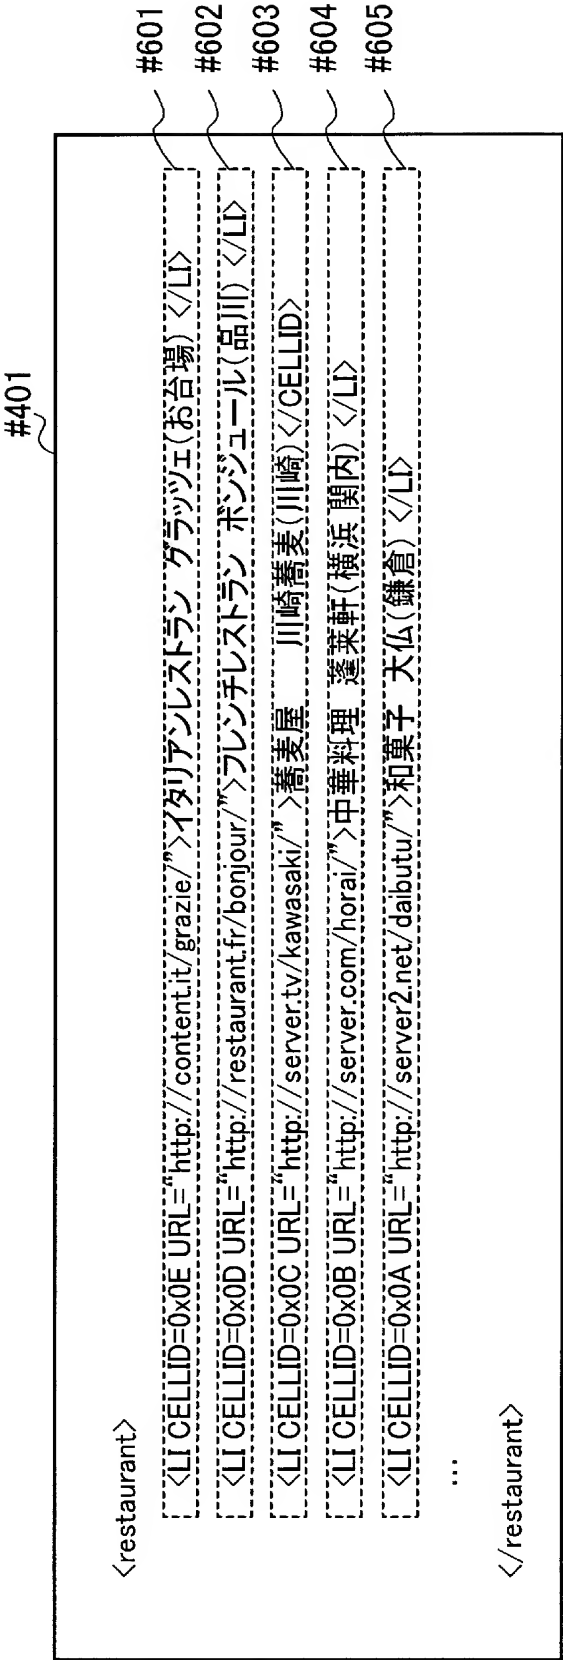 #401
<restaurant>
<LI CELLID=0x0E URL=“http://content.it/grazie/”>イタリアンレストラン グラッツェ(お台場) </LI> #601
<LI CELLID=0x0D URL=“http://restaurant.fr/bonjour/”>フレンチレストラン ボンジュール(品川) </LI> #602
<LI CELLID=0x0C URL=“http://server.tv/kawasaki/” >蕎麦屋　川崎蕎麦(川崎)</CELLID> #603
<LI CELLID=0x0B URL=“http://server.com/horai/”>中華料理 蓬莱軒(横浜 関内) </LI> #604
<LI CELLID=0x0A URL=“http://server2.net/daibutu/”>和菓子 大仏(鎌倉) </LI> #605
...
</restaurant>